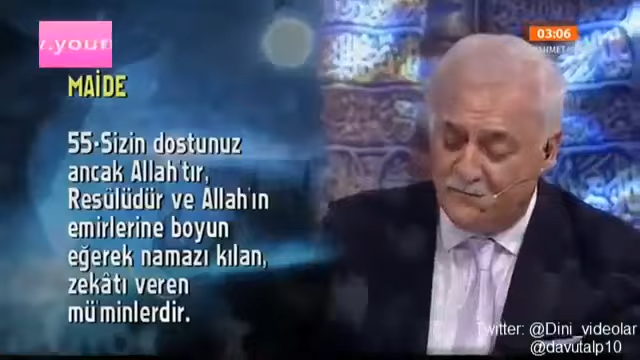 v.yout
03:06
MAİDE
55-Sizin dostunuz
ancak Allah'tır,
Resülüdür ve Allah'ın
emirlerine boyun
eğerek namazı kılan,
zekâtı veren
mü'minlerdir.
Twitter: @Dini_videolar
@davutalp10